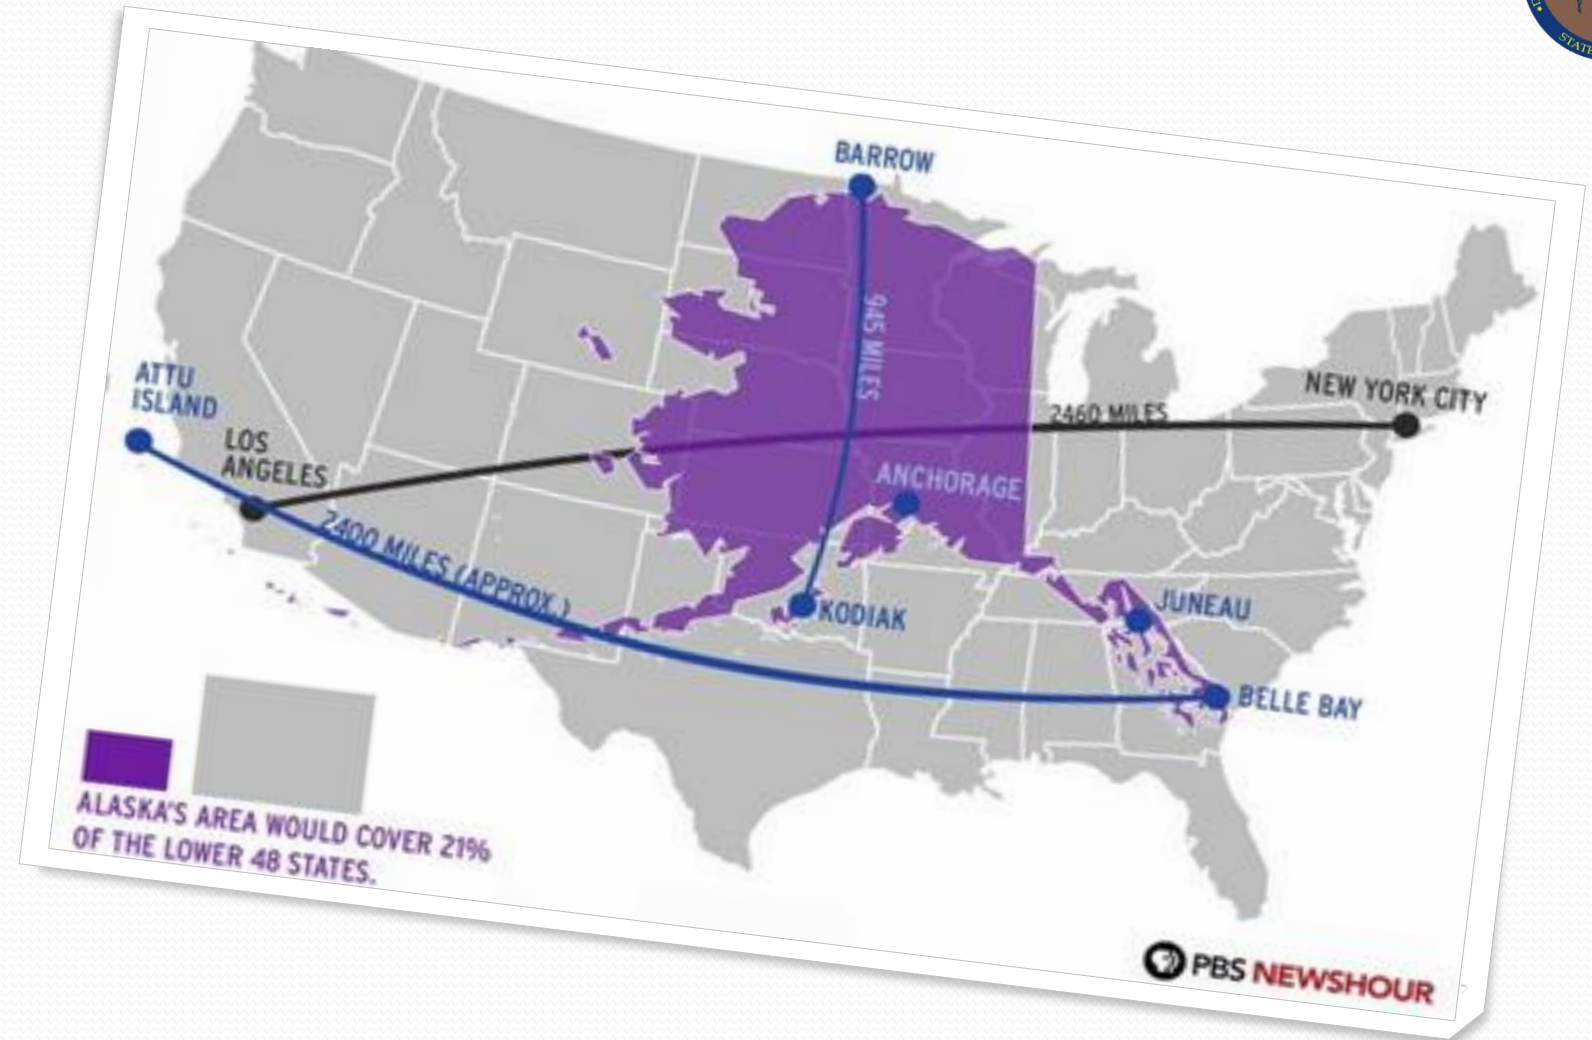 STATE
BARROW
945 MILES
ATTU
ISLAND
LOS
ANGELES
NEW YORK CITY
2460 MILES
ANCHORAGE
2400 MILES (APPROX.)
KODIAK
JUNEAU
BELLE BAY
ALASKA'S AREA WOULD COVER 21%
OF THE LOWER 48 STATES.
PBS NEWSHOUR